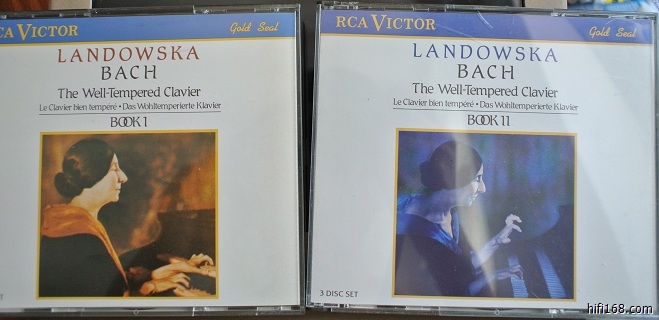 RCA VICTOR Gold Seal
LANDOWSKA
BACH
The Well-Tempered Clavier
Le Clavier bien tempéré • Das Wohltemperierte Klavier
BOOK I
RCA VICTOR Gold Seal
LANDOWSKA
BACH
The Well-Tempered Clavier
Le Clavier bien tempéré • Das Wohltemperierte Klavier
BOOK II
3 DISC SET
hifi168.com